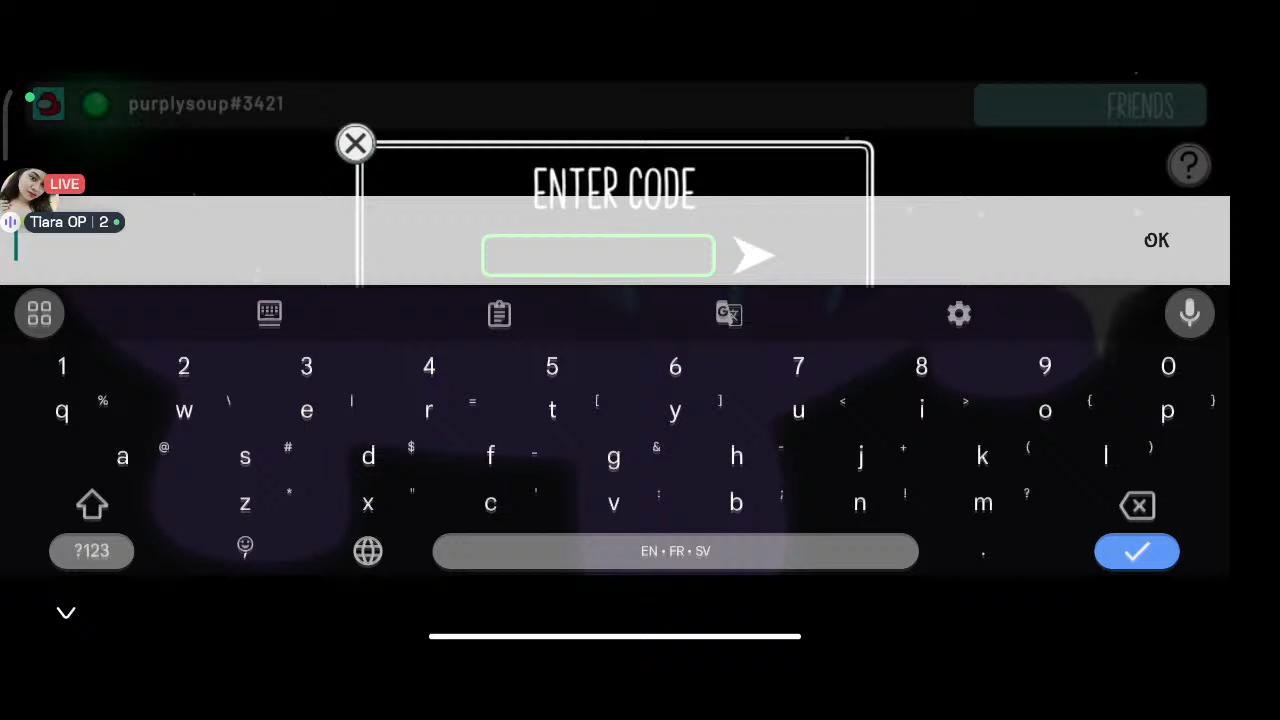 purplysoup#3421
FRIENDS
?
LIVE
ENTER CODE
Tiara OP | 2
OK
1 2 3 4 5 6 7 8 9 0
q % w \ e | r = t [ y ] u < i > o { p }
a @ s # d $ f _ g & h - j + k ( l )
z * x " c ' v : b ; n ! m ?
?123 , EN • FR • SV .